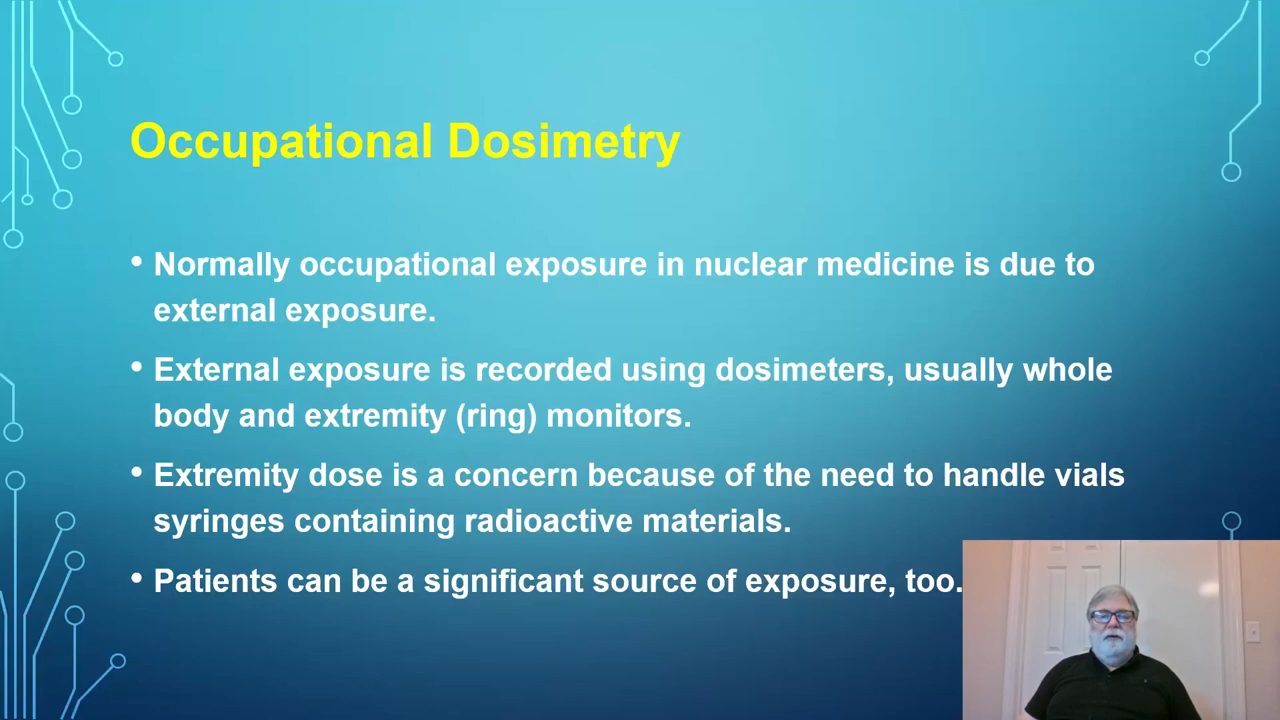 Occupational Dosimetry
• Normally occupational exposure in nuclear medicine is due to
external exposure.
• External exposure is recorded using dosimeters, usually whole
body and extremity (ring) monitors.
• Extremity dose is a concern because of the need to handle vials
syringes containing radioactive materials.
• Patients can be a significant source of exposure, too.